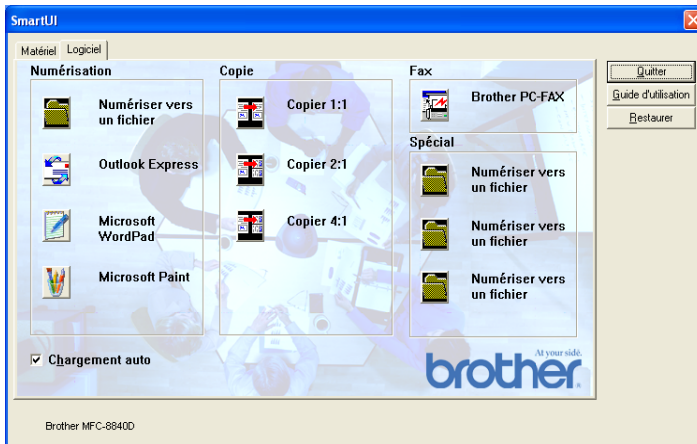 SmartUI
Matériel
Logiciel
Numérisation
Numériser vers
un fichier
Outlook Express
Microsoft
WordPad
Microsoft Paint
Copie
Copier 1:1
Copier 2:1
Copier 4:1
Fax
Brother PC-FAX
Spécial
Numériser vers
un fichier
Numériser vers
un fichier
Numériser vers
un fichier
Quitter
Guide d'utilisation
Restaurer
Chargement auto
At your side.
brother
Brother MFC-8840D